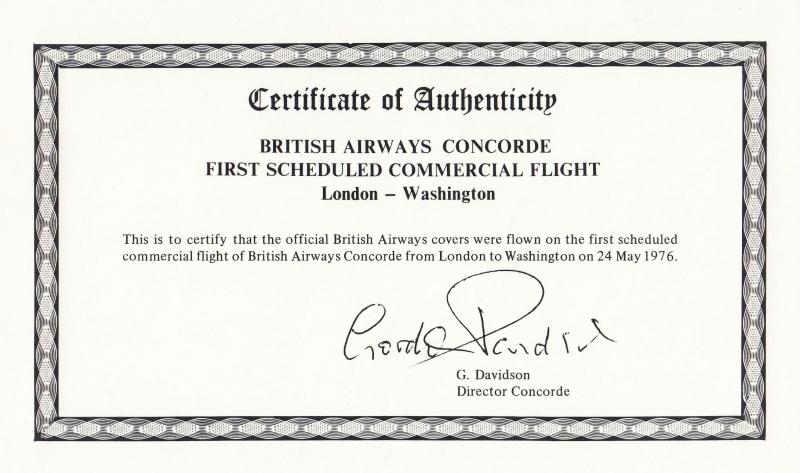 Certificate of Authenticity
BRITISH AIRWAYS CONCORDE
FIRST SCHEDULED COMMERCIAL FLIGHT
London – Washington
This is to certify that the official British Airways covers were flown on the first scheduled
commercial flight of British Airways Concorde from London to Washington on 24 May 1976.
Gordon Davidson
G. Davidson
Director Concorde